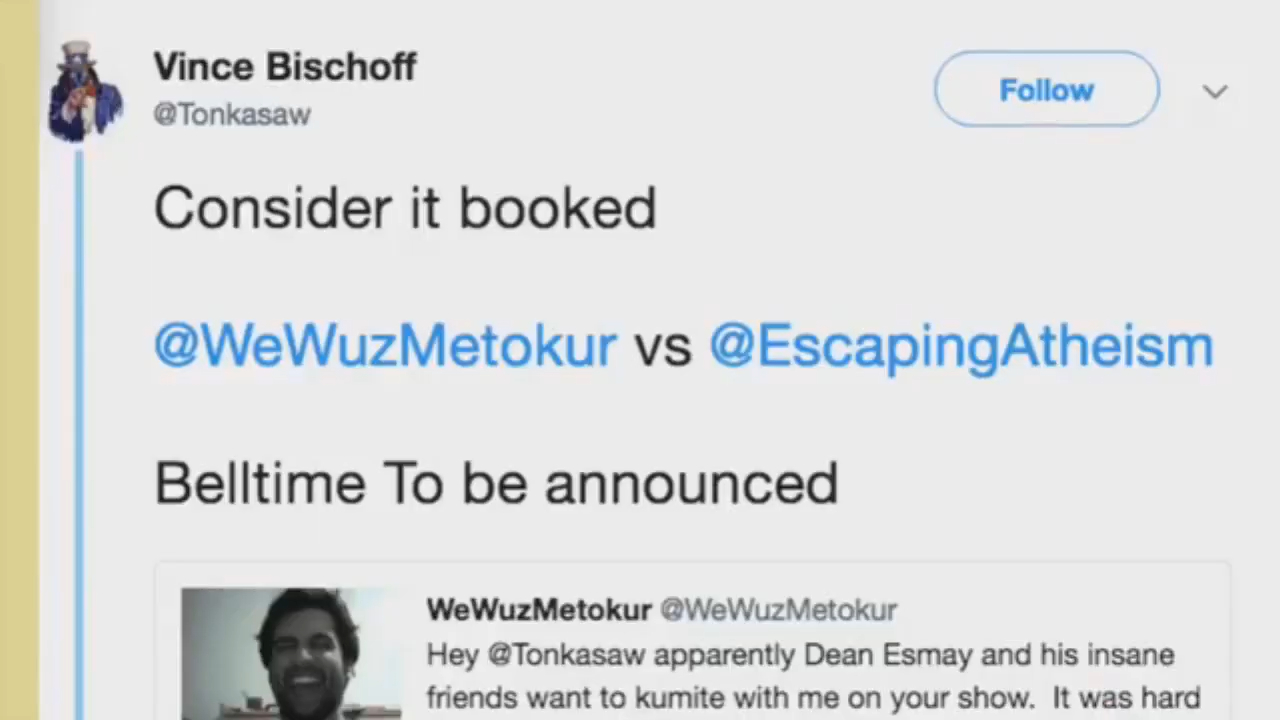 Vince Bischoff
@Tonkasaw
Follow
Consider it booked
@WeWuzMetokur vs @EscapingAtheism
Belltime To be announced
WeWuzMetokur @WeWuzMetokur
Hey @Tonkasaw apparently Dean Esmay and his insane
friends want to kumite with me on your show. It was hard